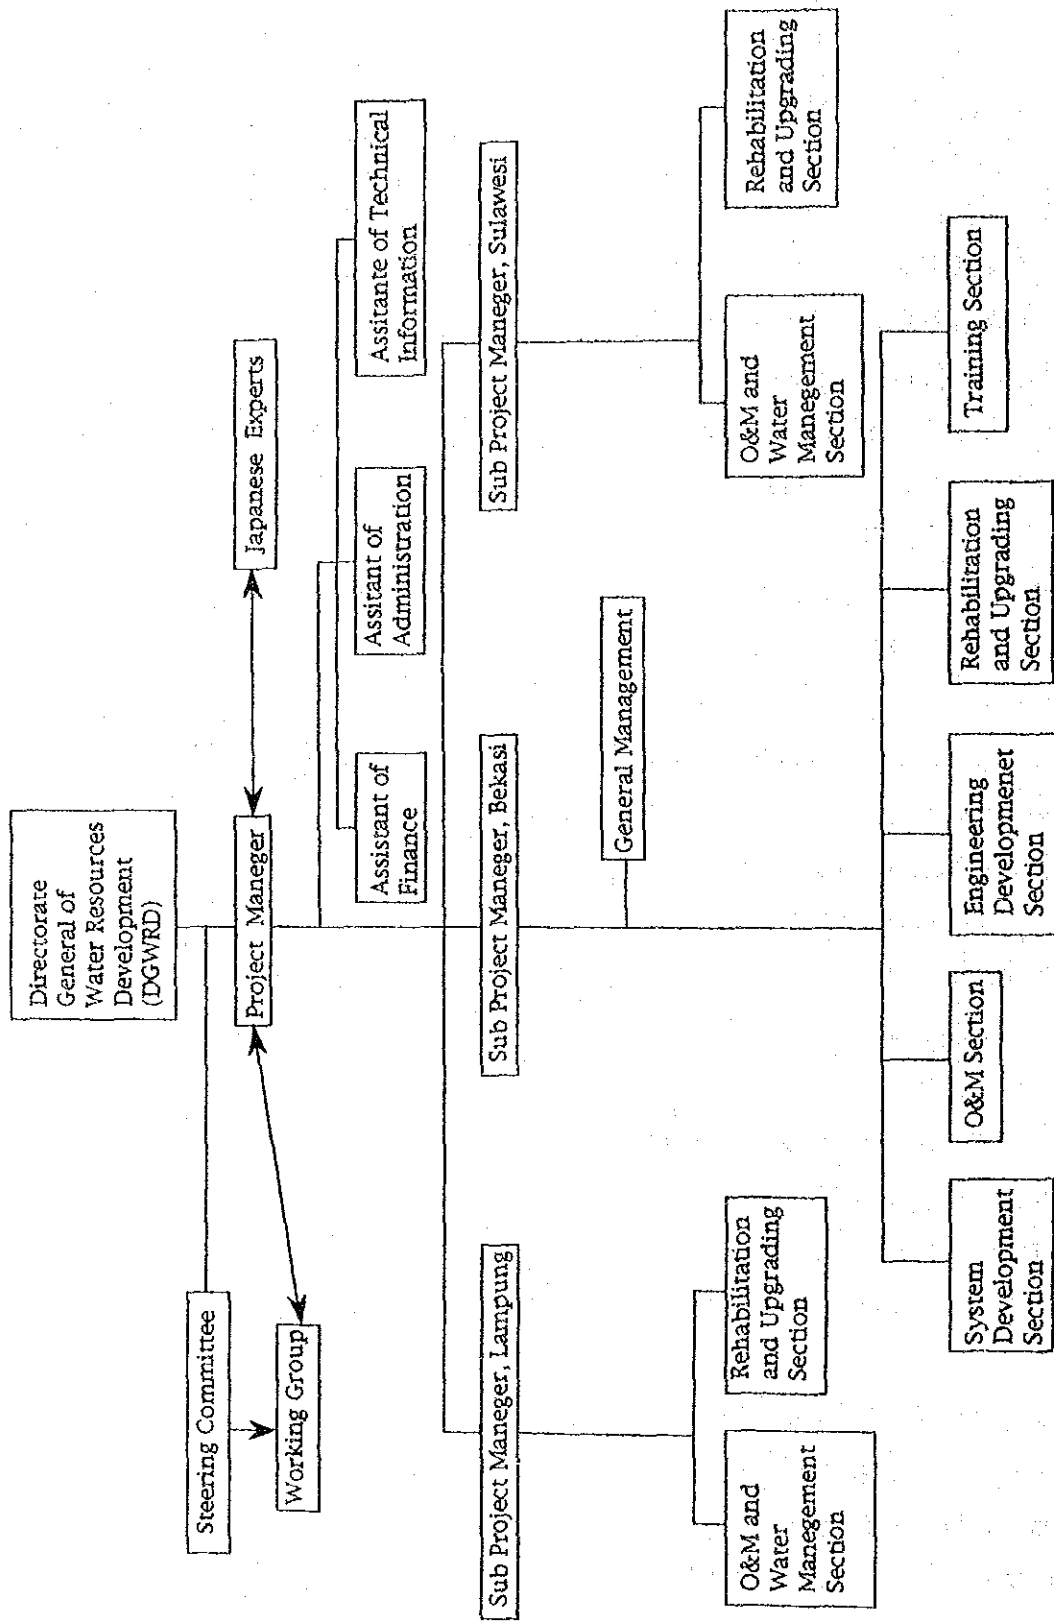 Directorate
General of
Water Resources
Development
(DGWRD)
Steering Committee
Working Group
Project Maneger
Japanese Experts
Assistant of
Finance
Assitant of
Administration
Assitante of Technical
Information
Sub Project Maneger, Lampung
Sub Project Maneger, Bekasi
Sub Project Maneger, Sulawesi
General Management
O&M and
Water
Manegement
Section
Rehabilitation
and Upgrading
Section
O&M and
Water
Manegement
Section
Rehabilitation
and Upgrading
Section
System
Development
Section
O&M Section
Engineering
Developmenet
Section
Rehabilitation
and Upgrading
Section
Training Section